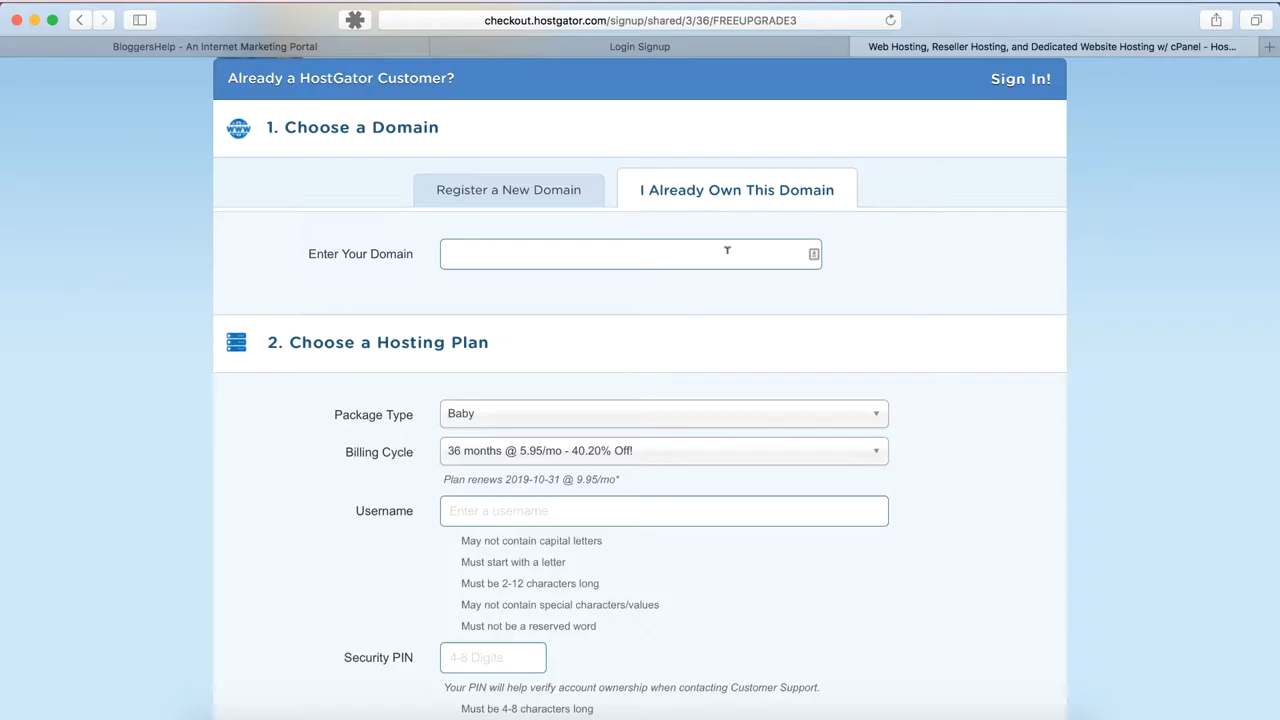 checkout.hostgator.com/signup/shared/3/36/FREEUPGRADE3
BloggersHelp - An Internet Marketing Portal
Login Signup
Web Hosting, Reseller Hosting, and Dedicated Website Hosting w/ cPanel - Hos...
Already a HostGator Customer?
Sign In!
1. Choose a Domain
Register a New Domain
I Already Own This Domain
Enter Your Domain
2. Choose a Hosting Plan
Package Type
Baby
Billing Cycle
36 months @ 5.95/mo - 40.20% Off!
Plan renews 2019-10-31 @ 9.95/mo*
Username
Enter a username
May not contain capital letters
Must start with a letter
Must be 2-12 characters long
May not contain special characters/values
Must not be a reserved word
Security PIN
4-8 Digits
Your PIN will help verify account ownership when contacting Customer Support.
Must be 4-8 characters long